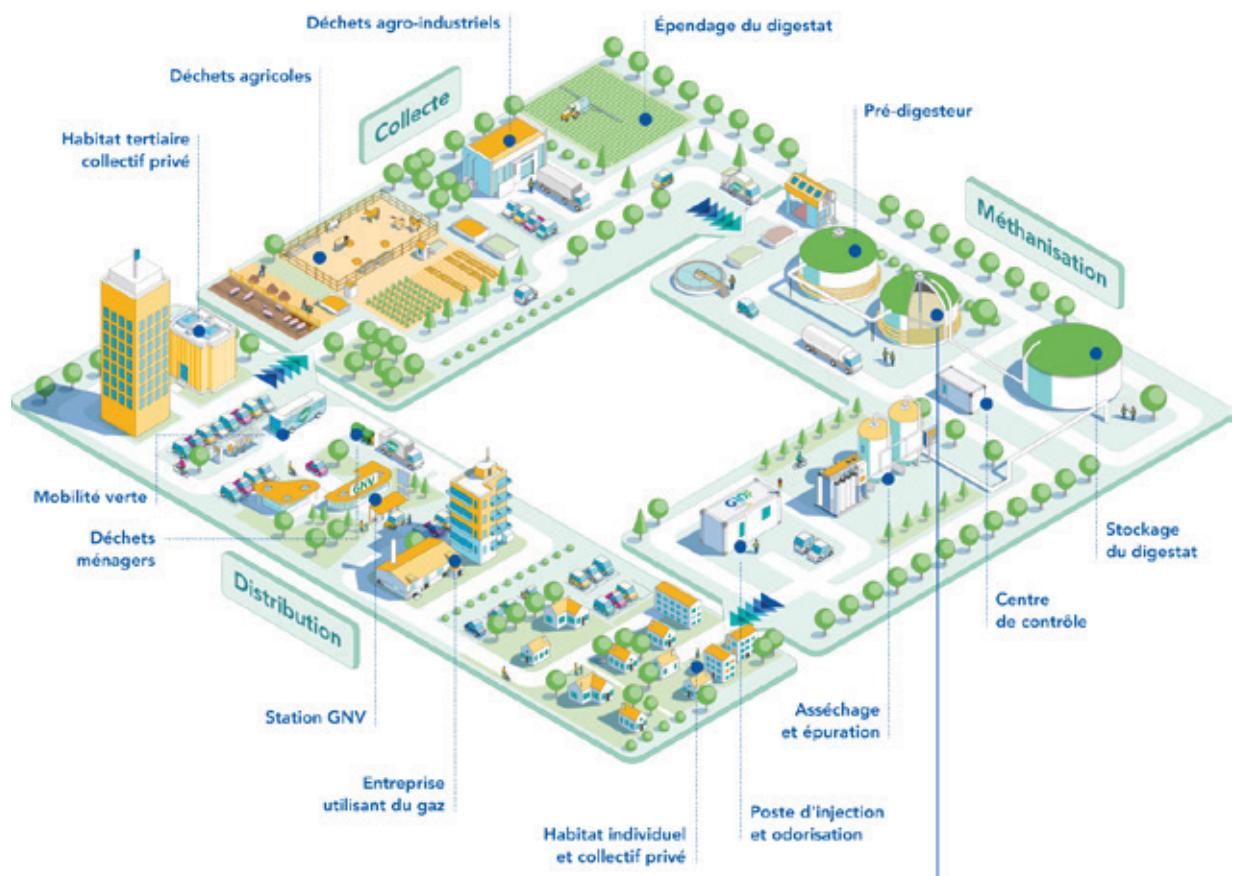 Déchets agro-industriels
Épendage du digestat
Déchets agricoles
Collecte
Pré-digesteur
Habitat tertiaire
collectif privé
Méthanisation
GNV
Mobilité verte
Déchets
ménagers
Stockage
du digestat
Distribution
Centre
de contrôle
Station GNV
Asséchage
et épuration
Entreprise
utilisant du gaz
Poste d'injection
et odorisation
Habitat individuel
et collectif privé